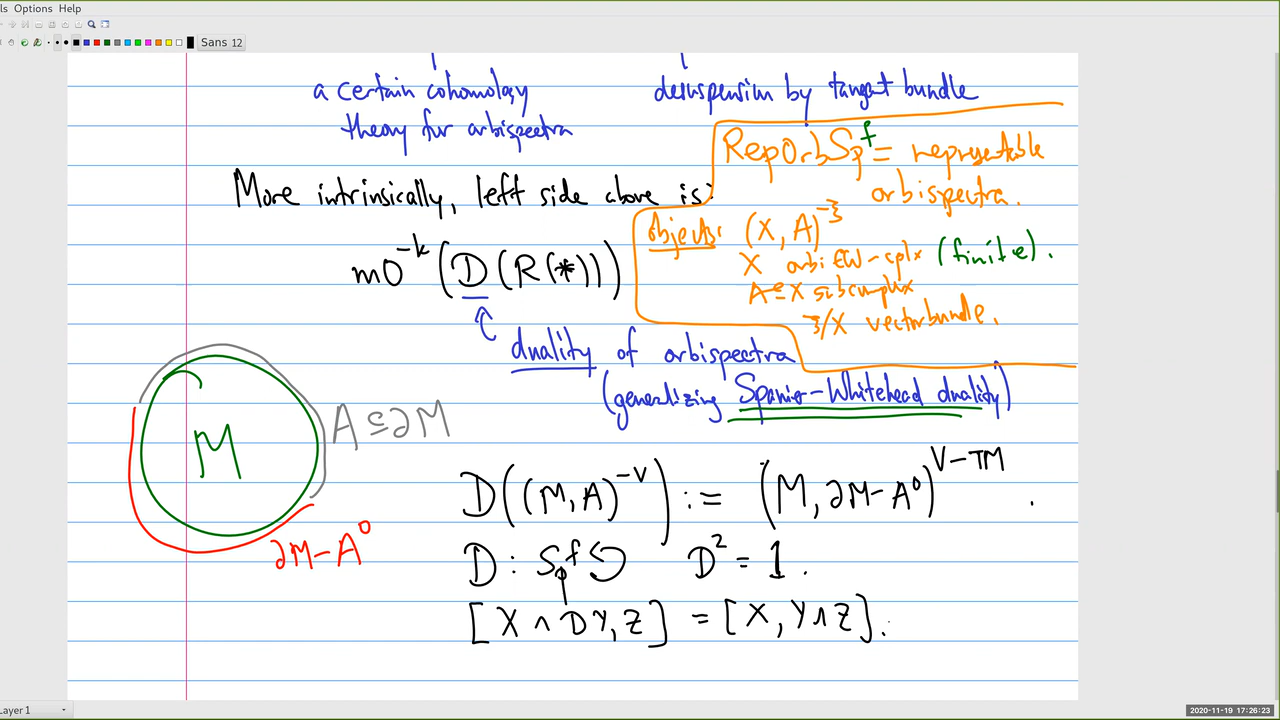 ls Options Help
Sans 12
a certain cohomology
theory for orbispectra
desuspension by tangent bundle
RepOrbSp^f = representable
orbispectra.
More intrinsically, left side above is:
Objects: (X, A)^{-ξ}
X orbi CW-cplx (finite).
A ⊆ X subcomplex
ξ/X vector bundle.
mO^{-k}(D(R(*)))
duality of orbispectra
(generalizing Spanier-Whitehead duality)
M
A ⊆ ∂M
∂M - A°
D((M, A)^{-V}) := (M, ∂M - A°)^{V-TM}.
D: Sp^f ↺ D² = 1.
[X ∧ DY, Z] = [X, Y ∧ Z].
Layer 1
2020-11-19 17:26:23